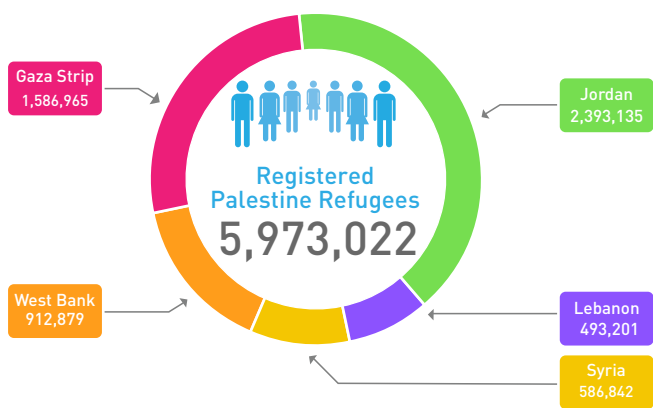 Gaza Strip
1,586,965
Jordan
2,393,135
Registered
Palestine Refugees
5,973,022
West Bank
912,879
Lebanon
493,201
Syria
586,842